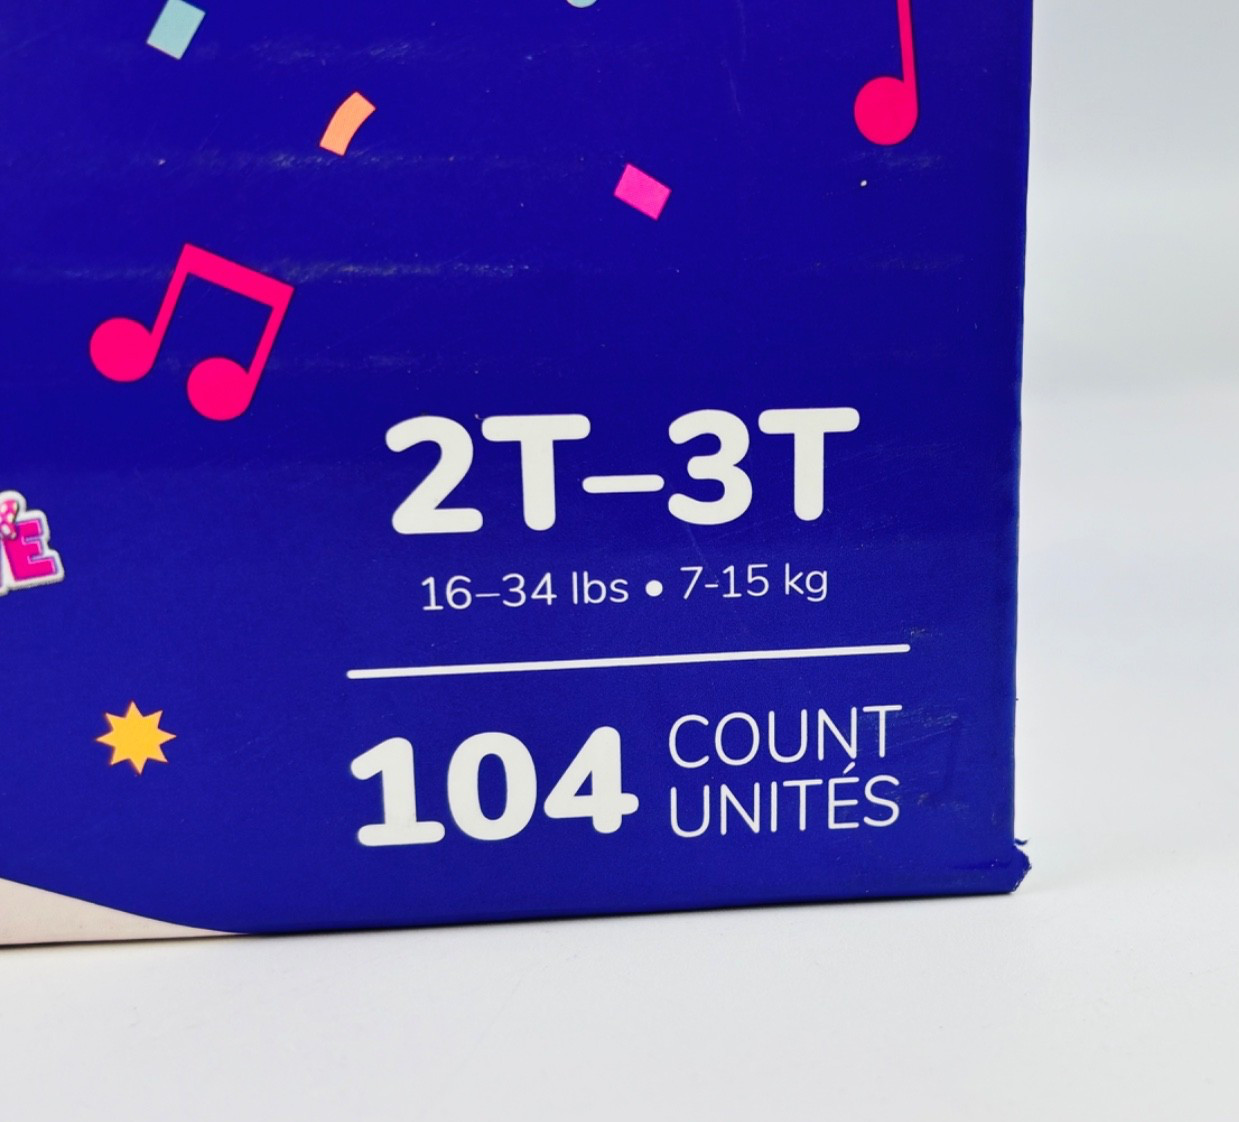 2T–3T
16–34 lbs • 7-15 kg
104 COUNT
UNITÉS